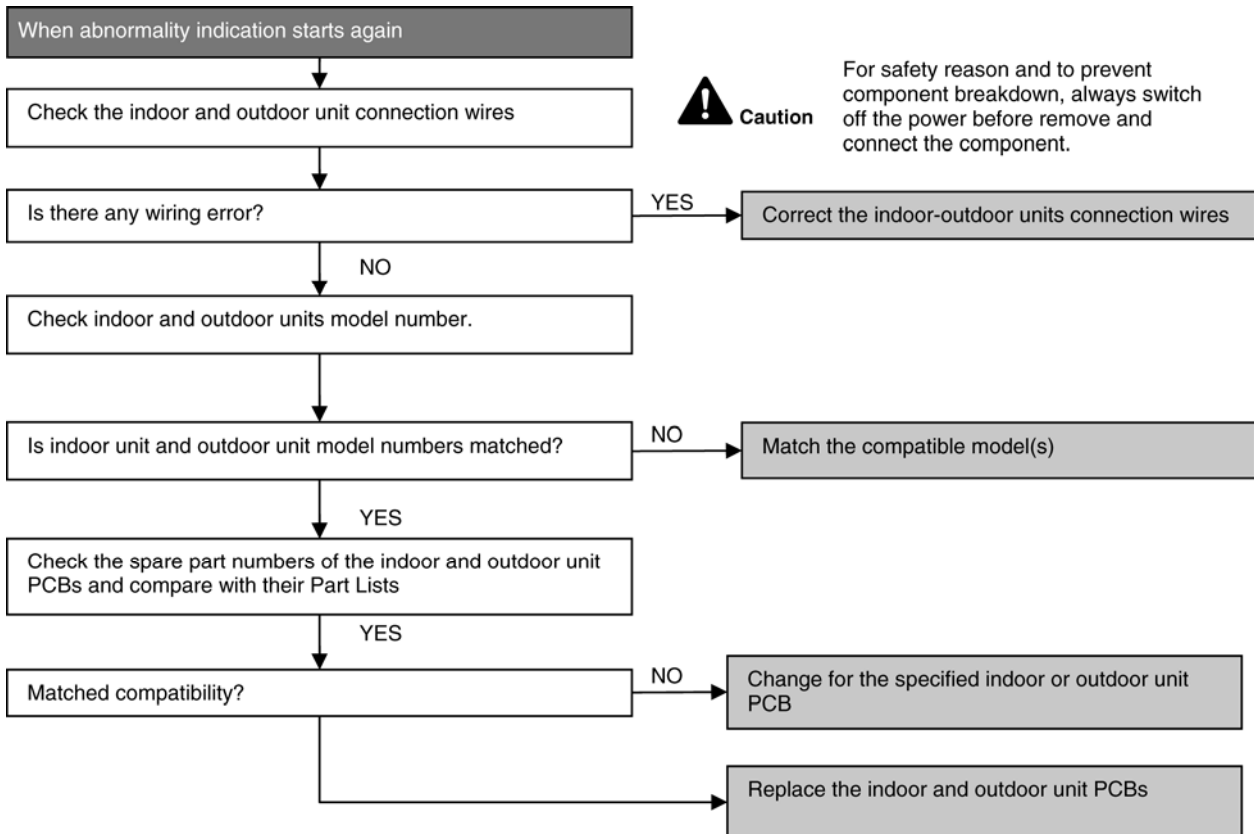 When abnormality indication starts again
Check the indoor and outdoor unit connection wires
Caution
For safety reason and to prevent
component breakdown, always switch
off the power before remove and
connect the component.
Is there any wiring error?
YES
Correct the indoor-outdoor units connection wires
NO
Check indoor and outdoor units model number.
Is indoor unit and outdoor unit model numbers matched?
NO
Match the compatible model(s)
YES
Check the spare part numbers of the indoor and outdoor unit
PCBs and compare with their Part Lists
YES
Matched compatibility?
NO
Change for the specified indoor or outdoor unit
PCB
Replace the indoor and outdoor unit PCBs